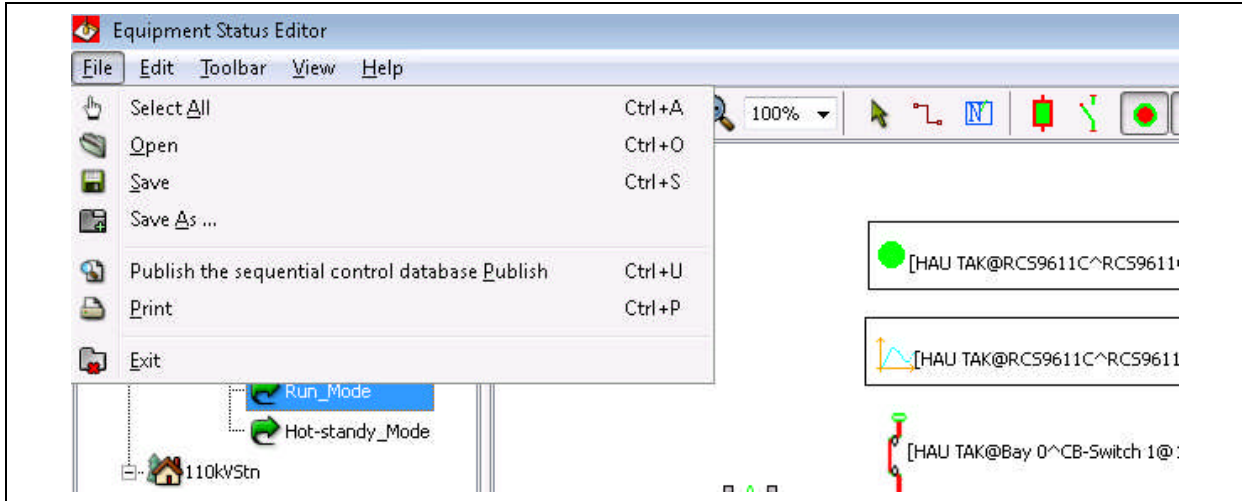 Equipment Status Editor
File Edit Toolbar View Help
Select All Ctrl+A
Open Ctrl+O
Save Ctrl+S
Save As ...
Publish the sequential control database Publish Ctrl+U
Print Ctrl+P
Exit
100%
[HAU TAK@RCS9611C^RCS9611
[HAU TAK@RCS9611C^RCS9611
[HAU TAK@Bay 0^CB-Switch 1@
Run_Mode
Hot-standy_Mode
110kVStn